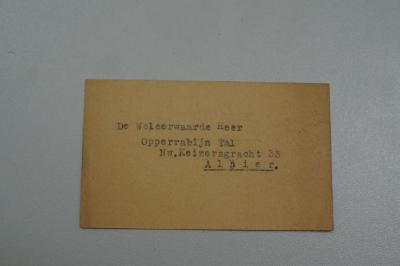 De Weleerwaarde Heer
Opperrabijn Tal
Nw.Keizersgracht 33
Alhier.